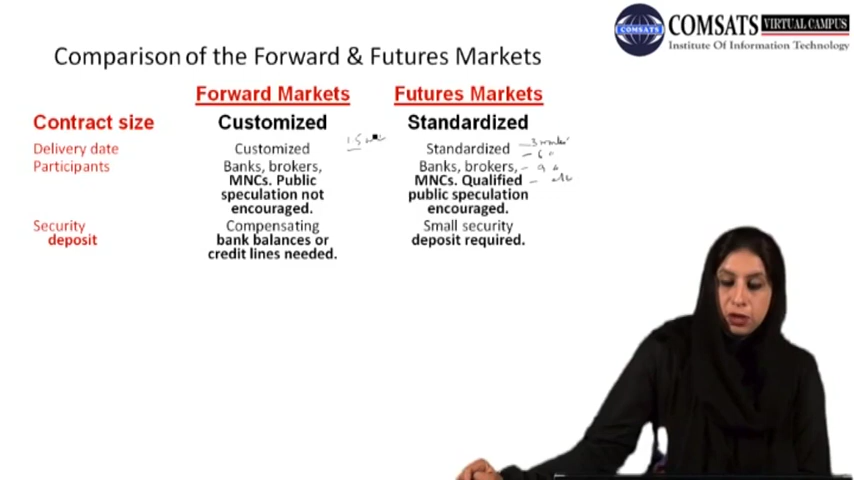 COMSATS
COMSATS VIRTUAL CAMPUS
Institute Of Information Technology
Comparison of the Forward & Futures Markets
Forward Markets Futures Markets
Contract size Customized Standardized
Delivery date Customized Standardized
Participants Banks, brokers, Banks, brokers,
MNCs. Public MNCs. Qualified
speculation not public speculation
encouraged. encouraged.
Security Compensating Small security
deposit bank balances or deposit required.
credit lines needed.